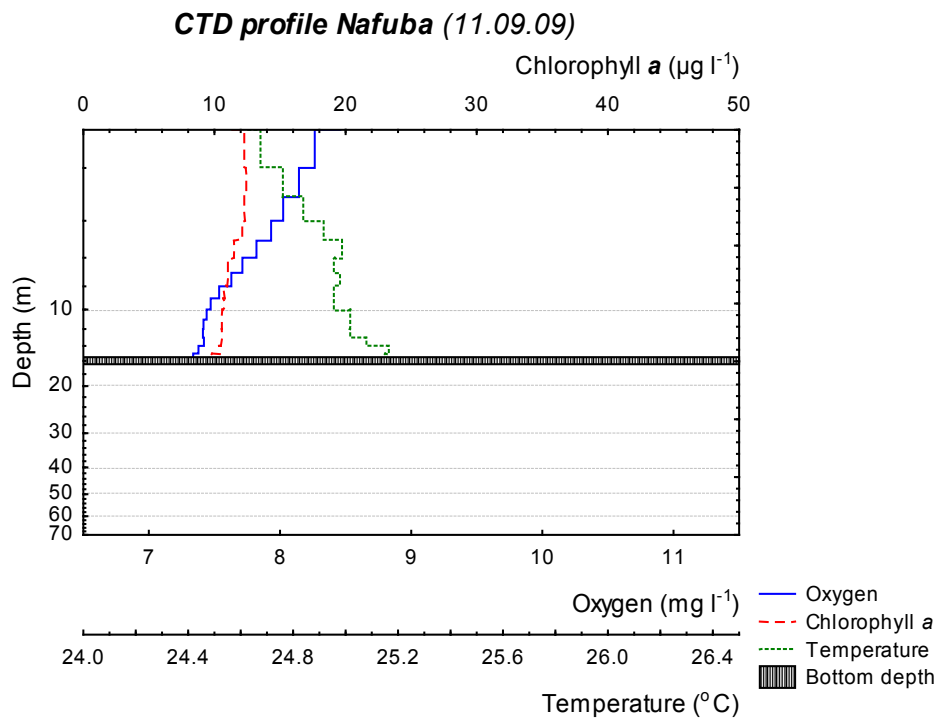 CTD profile Nafuba (11.09.09)
Chlorophyll a (µg l-1)
0 10 20 30 40 50
Depth (m)
10
20
30
40
50
60
70
7 8 9 10 11
Oxygen (mg l-1)
24.0 24.4 24.8 25.2 25.6 26.0 26.4
Temperature (°C)
Oxygen
Chlorophyll a
Temperature
Bottom depth